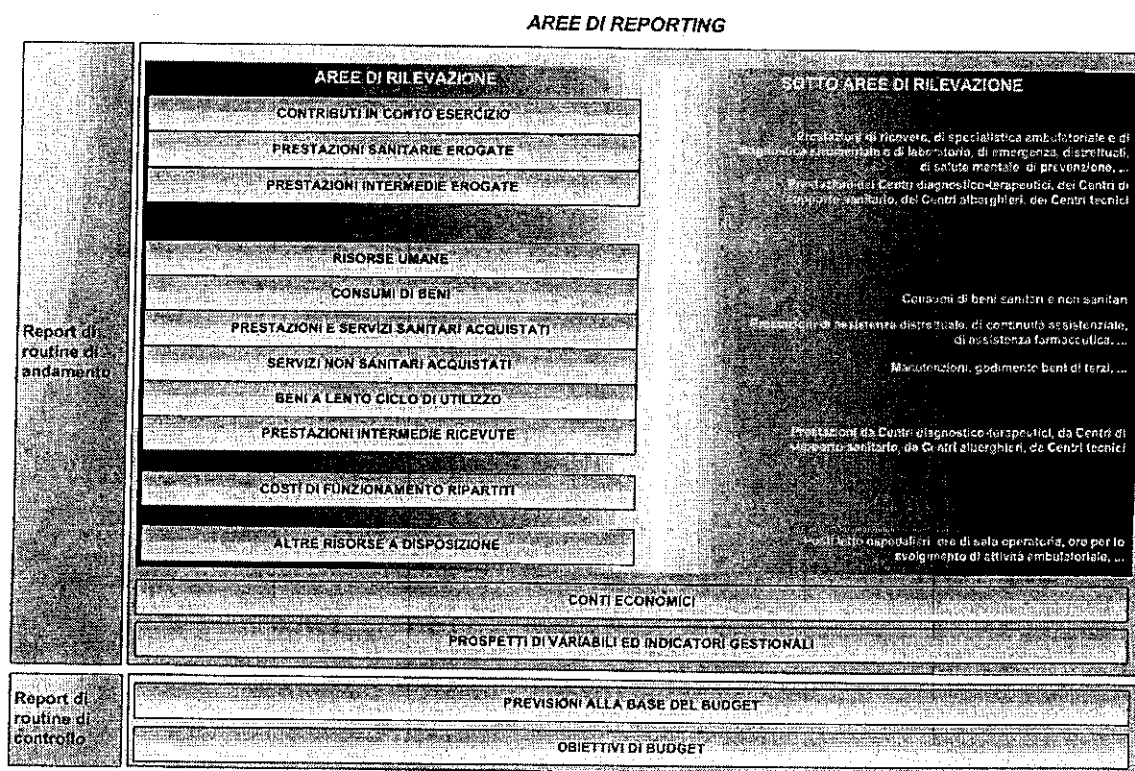 AREE DI REPORTING
AREE DI RILEVAZIONE
SOTTO AREE DI RILEVAZIONE
CONTRIBUTI IN CONTO ESERCIZIO
PRESTAZIONI SANITARIE EROGATE
Prestazioni di ricovero, di specialistica ambulatoriale e di
diagnostica strumentale e di laboratorio, di emergenza, distrettuali,
di salute mentale, di prevenzione, ...
PRESTAZIONI INTERMEDIE EROGATE
Prestazioni dei Centri diagnostico-terapeutici, dei Centri di
supporto sanitario, dei Centri alberghieri, dei Centri tecnici
RISORSE UMANE
CONSUMI DI BENI
Consumi di beni sanitari e non sanitari
Report di
routine di
andamento
PRESTAZIONI E SERVIZI SANITARI ACQUISTATI
Prestazioni di assistenza distrettuale, di continuità assistenziale,
di assistenza farmaceutica, ...
SERVIZI NON SANITARI ACQUISTATI
Manutenzioni, godimento beni di terzi, ...
BENI A LENTO CICLO DI UTILIZZO
PRESTAZIONI INTERMEDIE RICEVUTE
Prestazioni da Centri diagnostico-terapeutici, da Centri di
supporto sanitario, da Centri alberghieri, da Centri tecnici
COSTI DI FUNZIONAMENTO RIPARTITI
ALTRE RISORSE A DISPOSIZIONE
Posti letto ospedalieri, ore di sala operatoria, ore per lo
svolgimento di attività ambulatoriale, ...
CONTI ECONOMICI
PROSPETTI DI VARIABILI ED INDICATORI GESTIONALI
Report di
routine di
controllo
PREVISIONI ALLA BASE DEL BUDGET
OBIETTIVI DI BUDGET